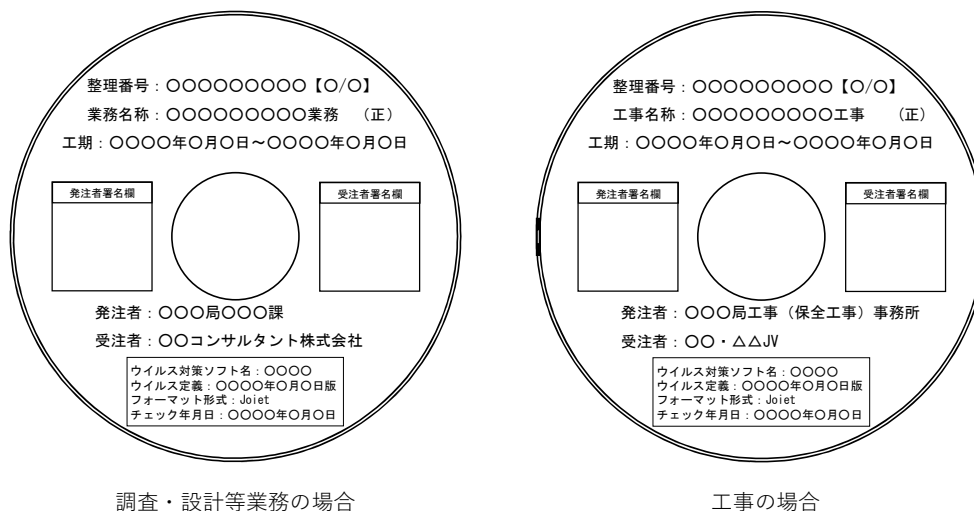 整理番号：○○○○○○○○○【○/○】
業務名称：○○○○○○○○○業務　（正）
工期：○○○○年○月○日～○○○○年○月○日
発注者署名欄
受注者署名欄
発注者：○○○局○○○課
受注者：○○コンサルタント株式会社
ウイルス対策ソフト名：○○○○
ウイルス定義：○○○○年○月○日版
フォーマット形式：Joiet
チェック年月日：○○○○年○月○日
調査・設計等業務の場合
整理番号：○○○○○○○○○【○/○】
工事名称：○○○○○○○○○工事　（正）
工期：○○○○年○月○日～○○○○年○月○日
発注者署名欄
受注者署名欄
発注者：○○○局工事（保全工事）事務所
受注者：○○・△△JV
ウイルス対策ソフト名：○○○○
ウイルス定義：○○○○年○月○日版
フォーマット形式：Joiet
チェック年月日：○○○○年○月○日
工事の場合